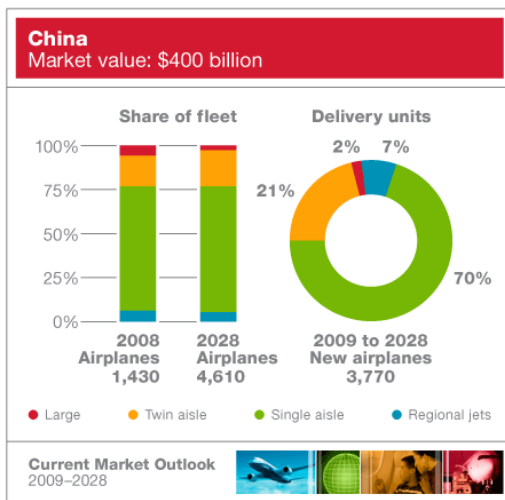 China
Market value: $400 billion
Share of fleet
Delivery units
100%
75%
50%
25%
0%
2%
7%
21%
70%
2008
Airplanes
1,430
2028
Airplanes
4,610
2009 to 2028
New airplanes
3,770
Large
Twin aisle
Single aisle
Regional jets
Current Market Outlook
2009–2028